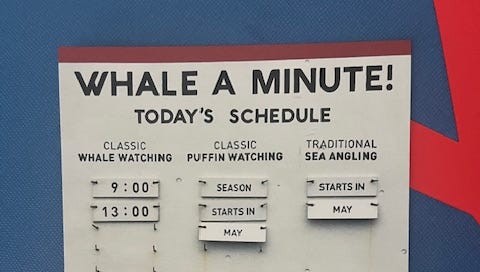 WHALE A MINUTE!
TODAY'S SCHEDULE
CLASSIC
WHALE WATCHING
9:00
13:00
CLASSIC
PUFFIN WATCHING
SEASON
STARTS IN
MAY
TRADITIONAL
SEA ANGLING
STARTS IN
MAY